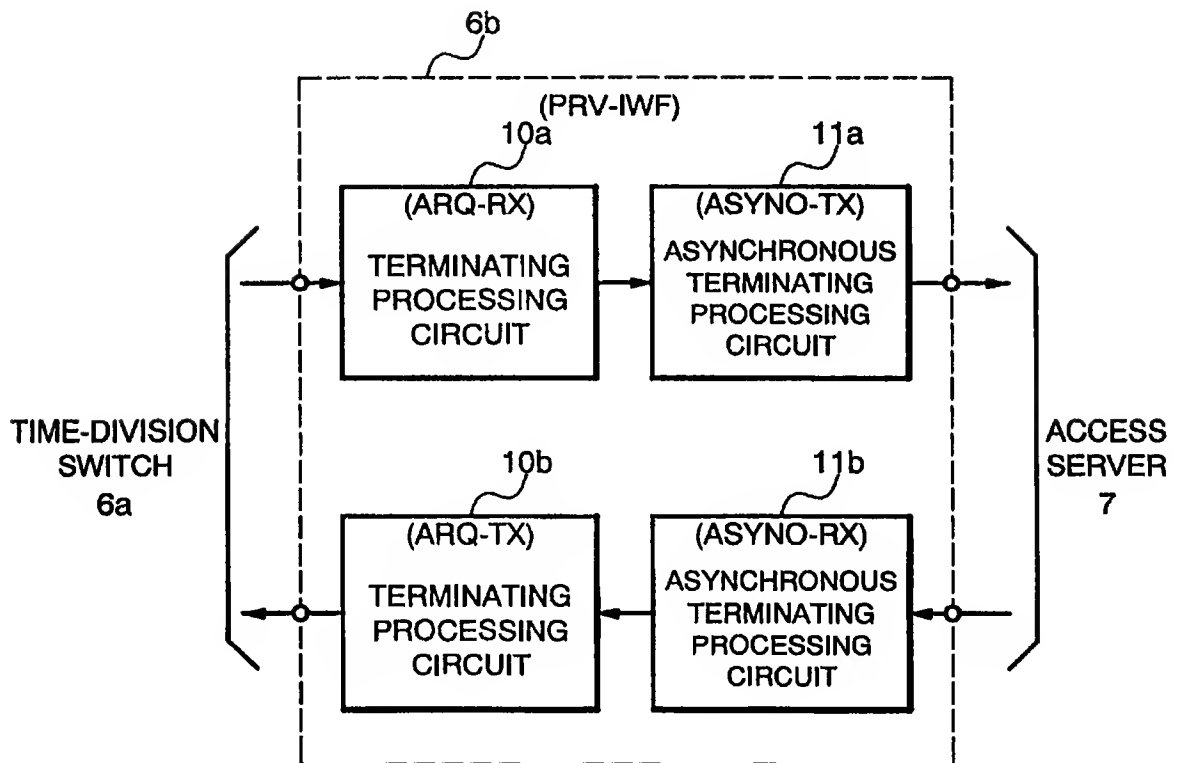 6b
(PRV-IWF)
10a
11a
(ARQ-RX)
TERMINATING
PROCESSING
CIRCUIT
(ASYNO-TX)
ASYNCHRONOUS
TERMINATING
PROCESSING
CIRCUIT
TIME-DIVISION
SWITCH
6a
ACCESS
SERVER
7
10b
11b
(ARQ-TX)
TERMINATING
PROCESSING
CIRCUIT
(ASYNO-RX)
ASYNCHRONOUS
TERMINATING
PROCESSING
CIRCUIT